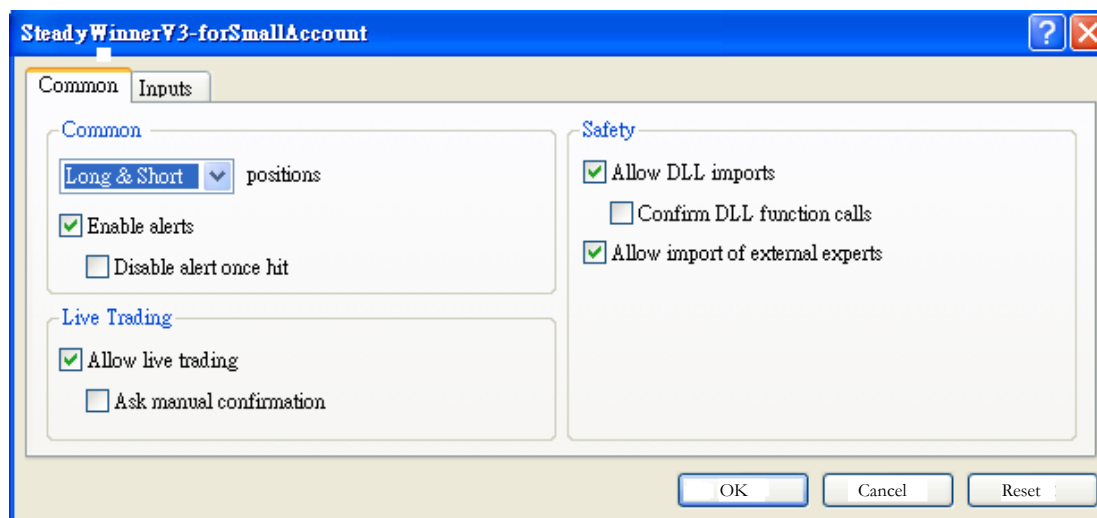 SteadyWinnerV3-forSmallAccount
Common Inputs
Common
Long & Short positions
Enable alerts
Disable alert once hit
Live Trading
Allow live trading
Ask manual confirmation
Safety
Allow DLL imports
Confirm DLL function calls
Allow import of external experts
OK Cancel Reset